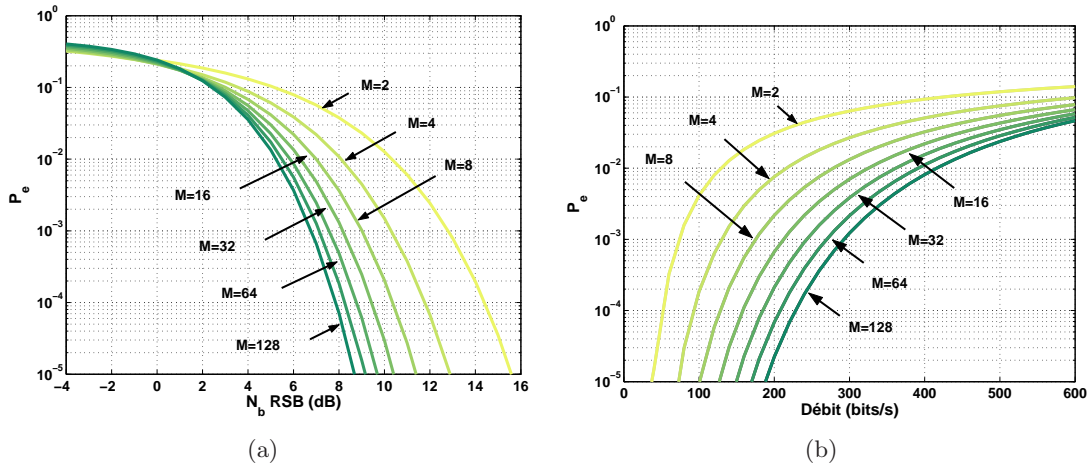 10^0
10^-1
10^-2
10^-3
10^-4
10^-5
P_e
−4
−2
0
2
4
6
8
10
12
14
16
N_b RSB (dB)
M=2
M=4
M=8
M=16
M=32
M=64
M=128
(a)
10^0
10^-1
10^-2
10^-3
10^-4
10^-5
P_e
0
100
200
300
400
500
600
Débit (bits/s)
M=2
M=4
M=8
M=16
M=32
M=64
M=128
(b)